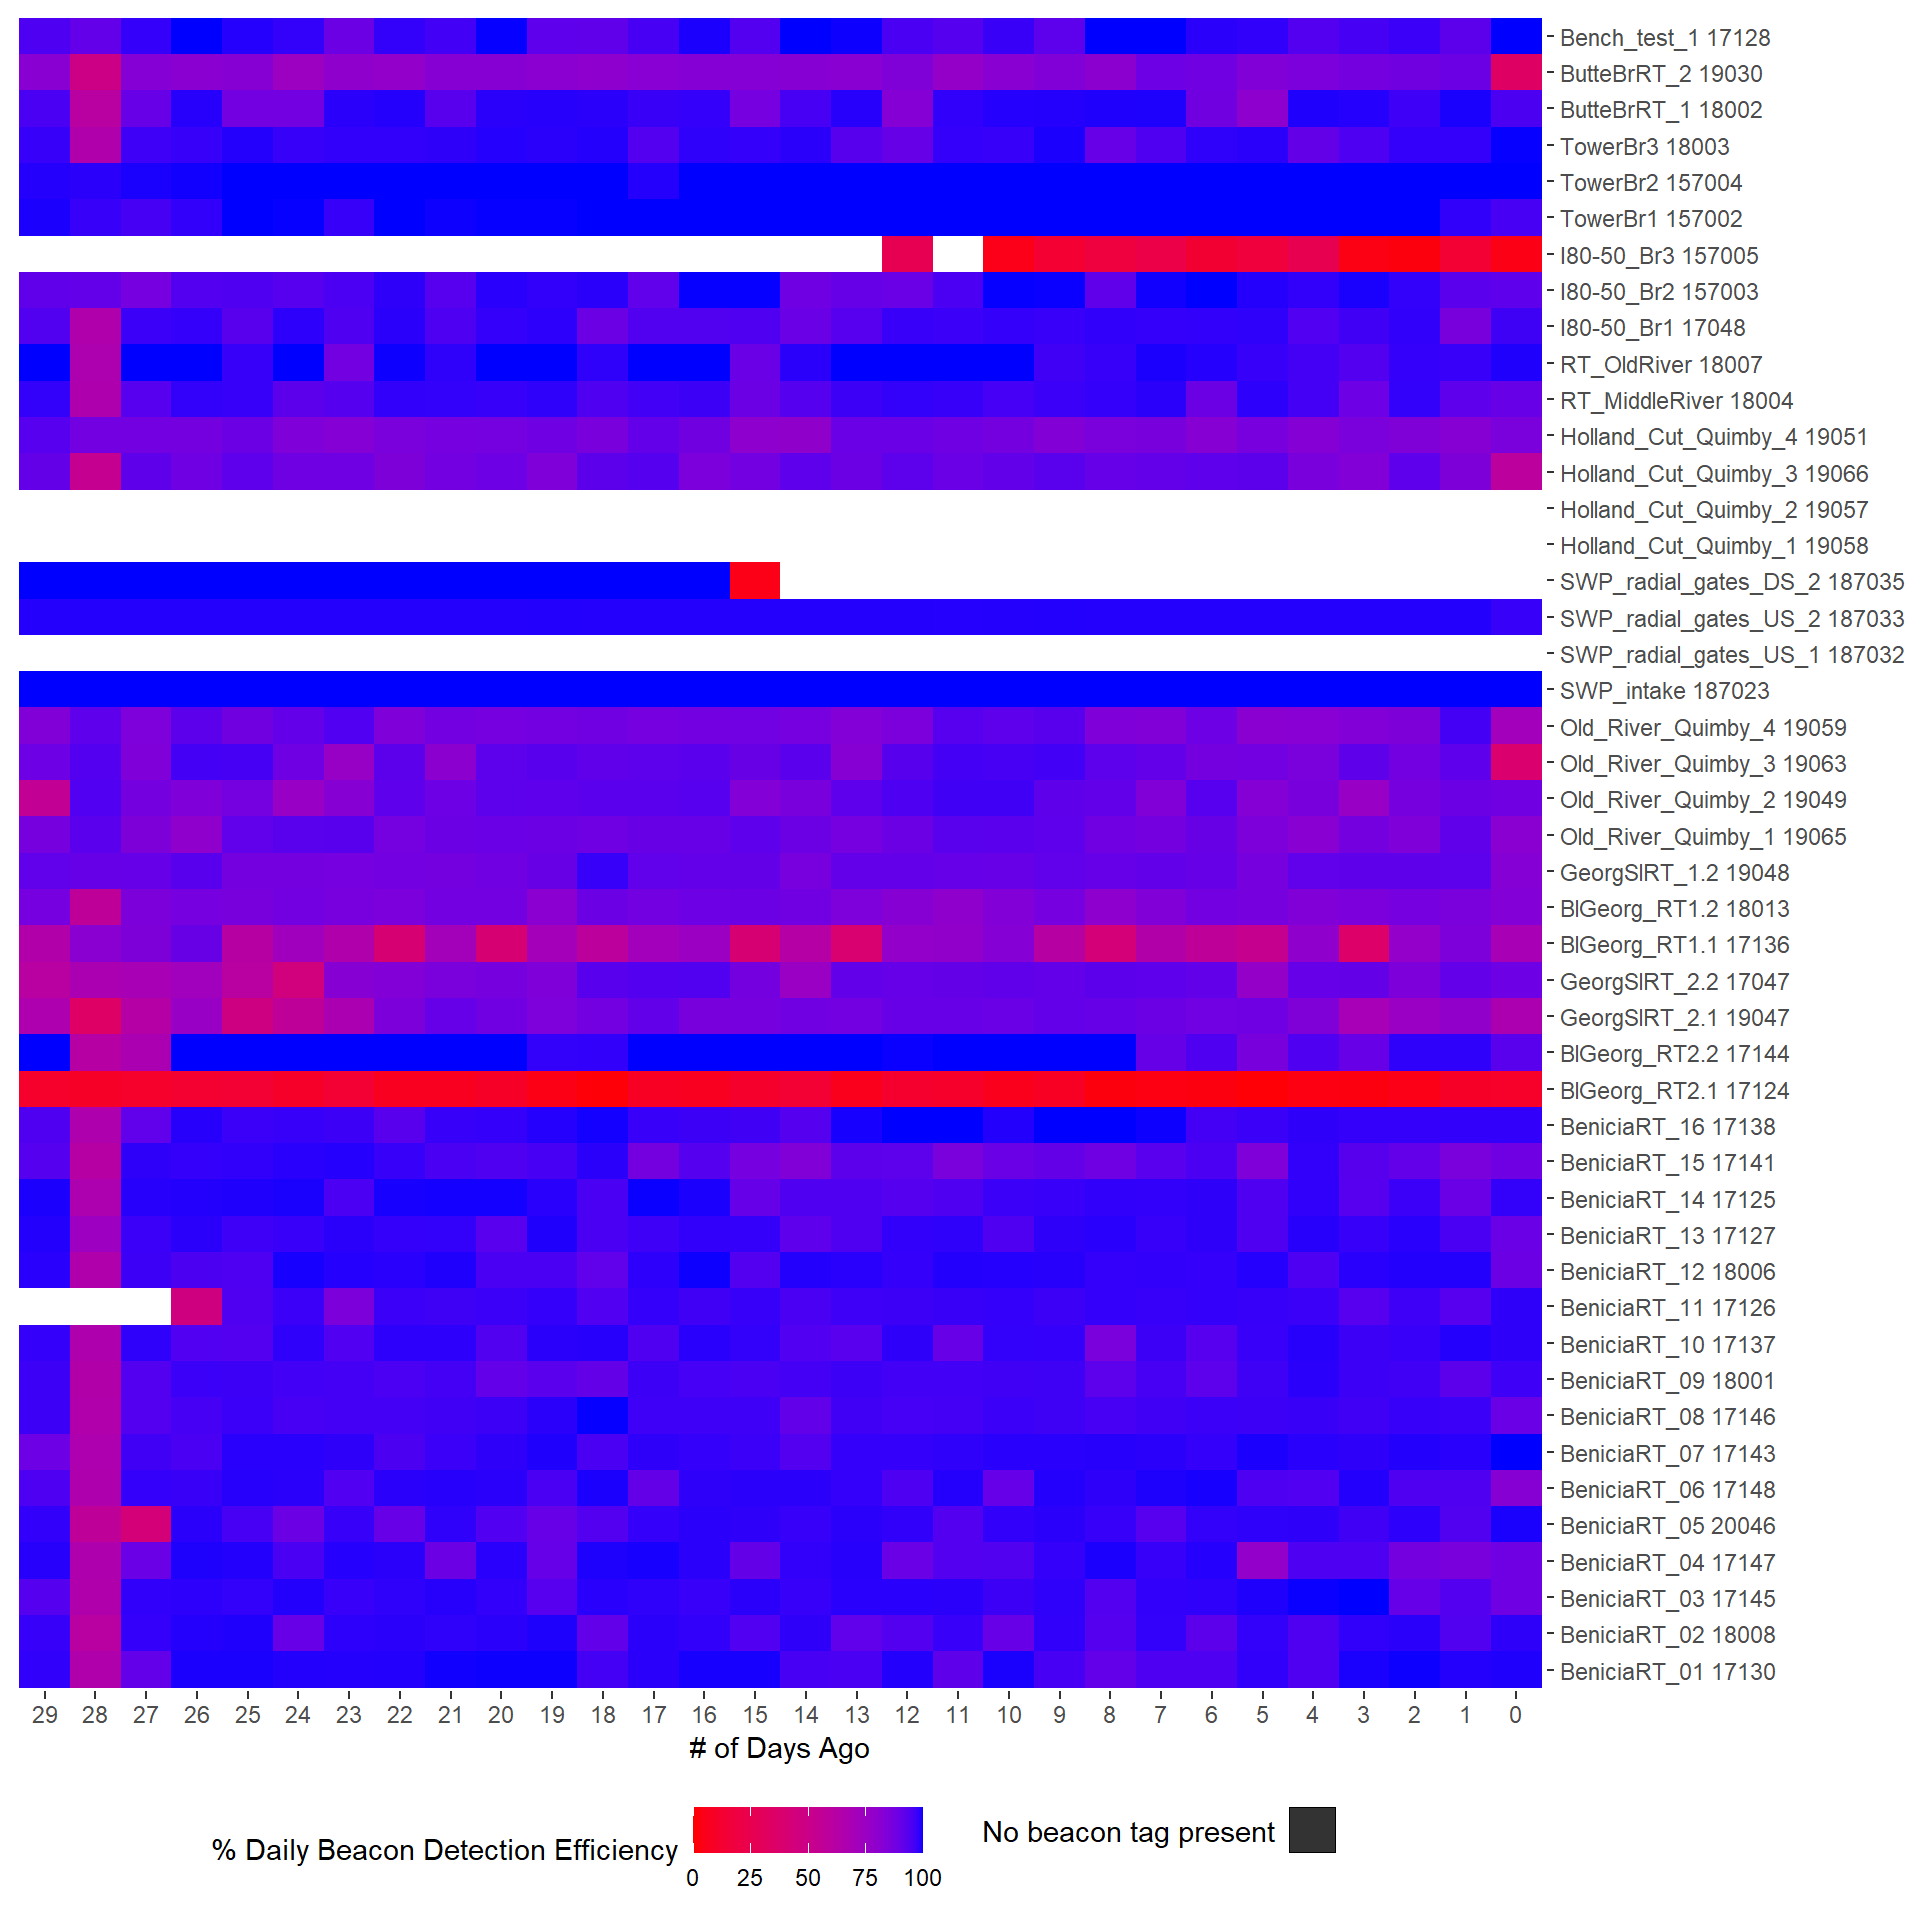 Bench_test_1 17128
ButteBrRT_2 19030
ButteBrRT_1 18002
TowerBr3 18003
TowerBr2 157004
TowerBr1 157002
I80-50_Br3 157005
I80-50_Br2 157003
I80-50_Br1 17048
RT_OldRiver 18007
RT_MiddleRiver 18004
Holland_Cut_Quimby_4 19051
Holland_Cut_Quimby_3 19066
Holland_Cut_Quimby_2 19057
Holland_Cut_Quimby_1 19058
SWP_radial_gates_DS_2 187035
SWP_radial_gates_US_2 187033
SWP_radial_gates_US_1 187032
SWP_intake 187023
Old_River_Quimby_4 19059
Old_River_Quimby_3 19063
Old_River_Quimby_2 19049
Old_River_Quimby_1 19065
GeorgSlRT_1.2 19048
BlGeorg_RT1.2 18013
BlGeorg_RT1.1 17136
GeorgSlRT_2.2 17047
GeorgSlRT_2.1 19047
BlGeorg_RT2.2 17144
BlGeorg_RT2.1 17124
BeniciaRT_16 17138
BeniciaRT_15 17141
BeniciaRT_14 17125
BeniciaRT_13 17127
BeniciaRT_12 18006
BeniciaRT_11 17126
BeniciaRT_10 17137
BeniciaRT_09 18001
BeniciaRT_08 17146
BeniciaRT_07 17143
BeniciaRT_06 17148
BeniciaRT_05 20046
BeniciaRT_04 17147
BeniciaRT_03 17145
BeniciaRT_02 18008
BeniciaRT_01 17130
29 28 27 26 25 24 23 22 21 20 19 18 17 16 15 14 13 12 11 10 9 8 7 6 5 4 3 2 1 0
# of Days Ago
% Daily Beacon Detection Efficiency
0 25 50 75 100
No beacon tag present